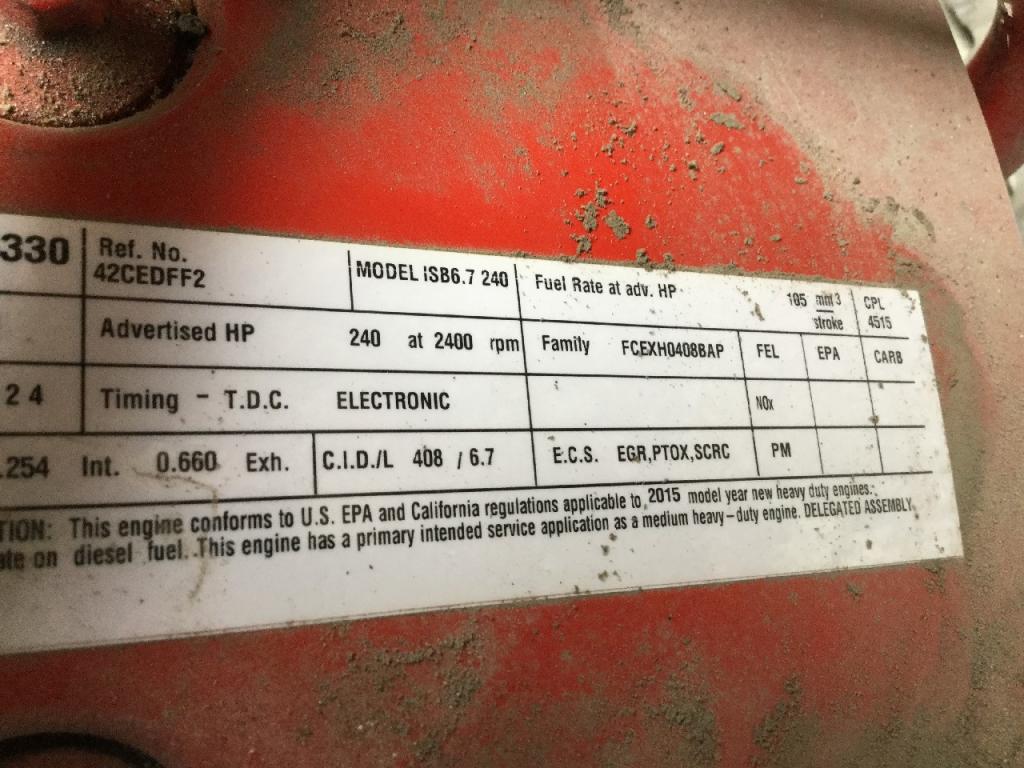 330 Ref. No. MODEL ISB6.7 240 Fuel Rate at adv. HP 105 mm3 CPL
42CEDFF2 stroke 4515
Advertised HP 240 at 2400 rpm Family FCEXH0408BAP FEL EPA CARB
2 4 Timing - T.D.C. ELECTRONIC NOx
.254 Int. 0.660 Exh. C.I.D./L 408 / 6.7 E.C.S. EGR,PTOX,SCRC PM
TION: This engine conforms to U.S. EPA and California regulations applicable to 2015 model year new heavy duty engines.
ate on diesel fuel. This engine has a primary intended service application as a medium heavy-duty engine. DELEGATED ASSEMBLY.